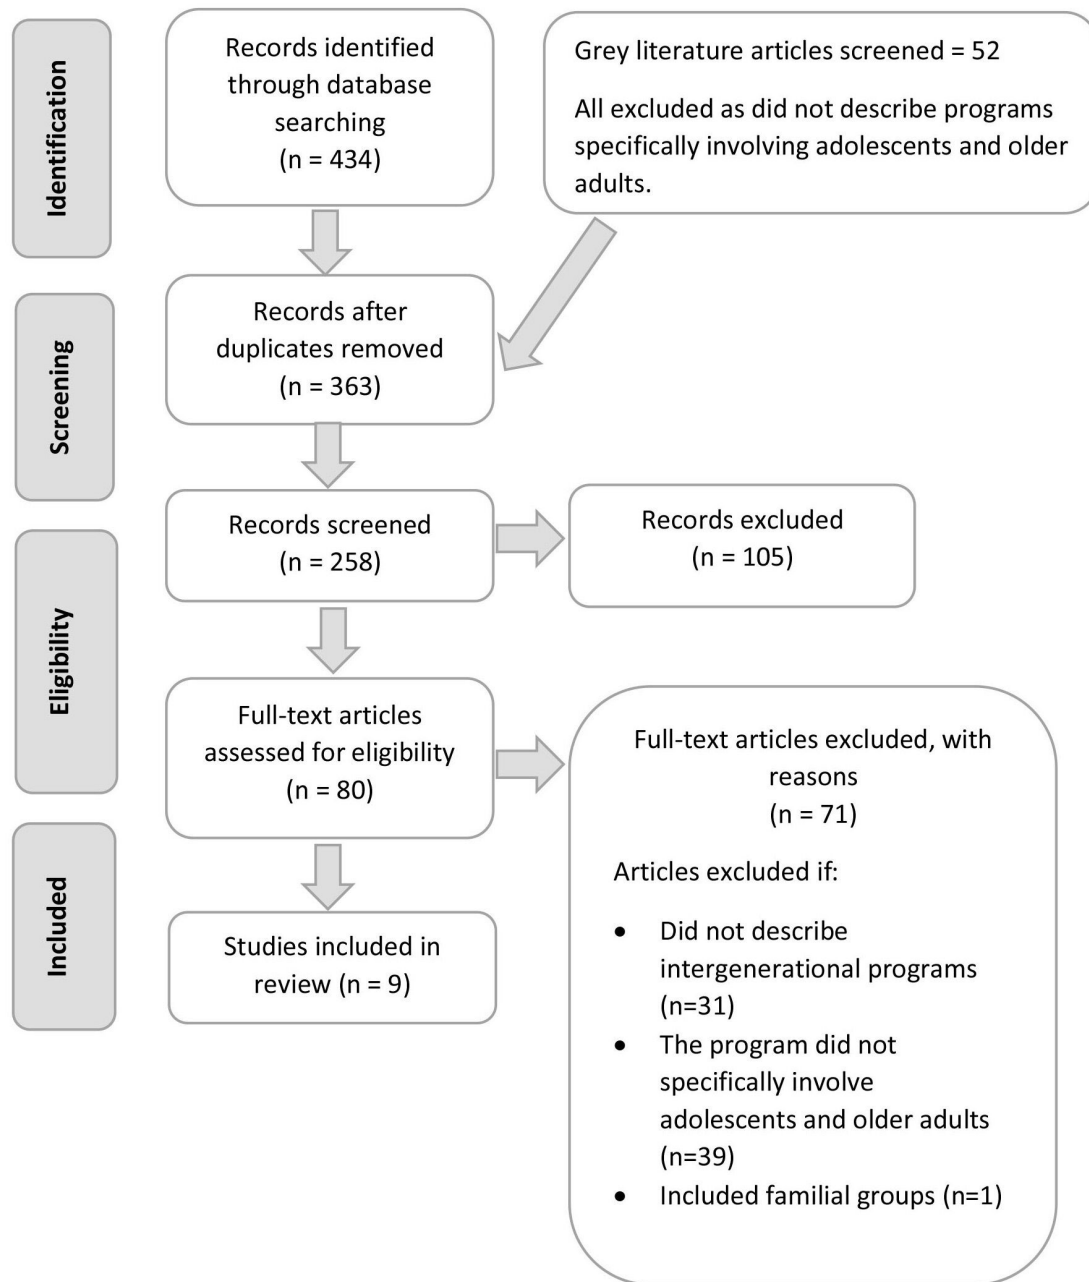 Identification
Records identified
through database
searching
(n = 434)
Grey literature articles screened = 52
All excluded as did not describe programs
specifically involving adolescents and older
adults.
Screening
Records after
duplicates removed
(n = 363)
Records screened
(n = 258)
Records excluded
(n = 105)
Eligibility
Full-text articles
assessed for eligibility
(n = 80)
Full-text articles excluded, with
reasons
(n = 71)
Articles excluded if:
• Did not describe
intergenerational programs
(n=31)
• The program did not
specifically involve
adolescents and older adults
(n=39)
• Included familial groups (n=1)
Included
Studies included in
review (n = 9)